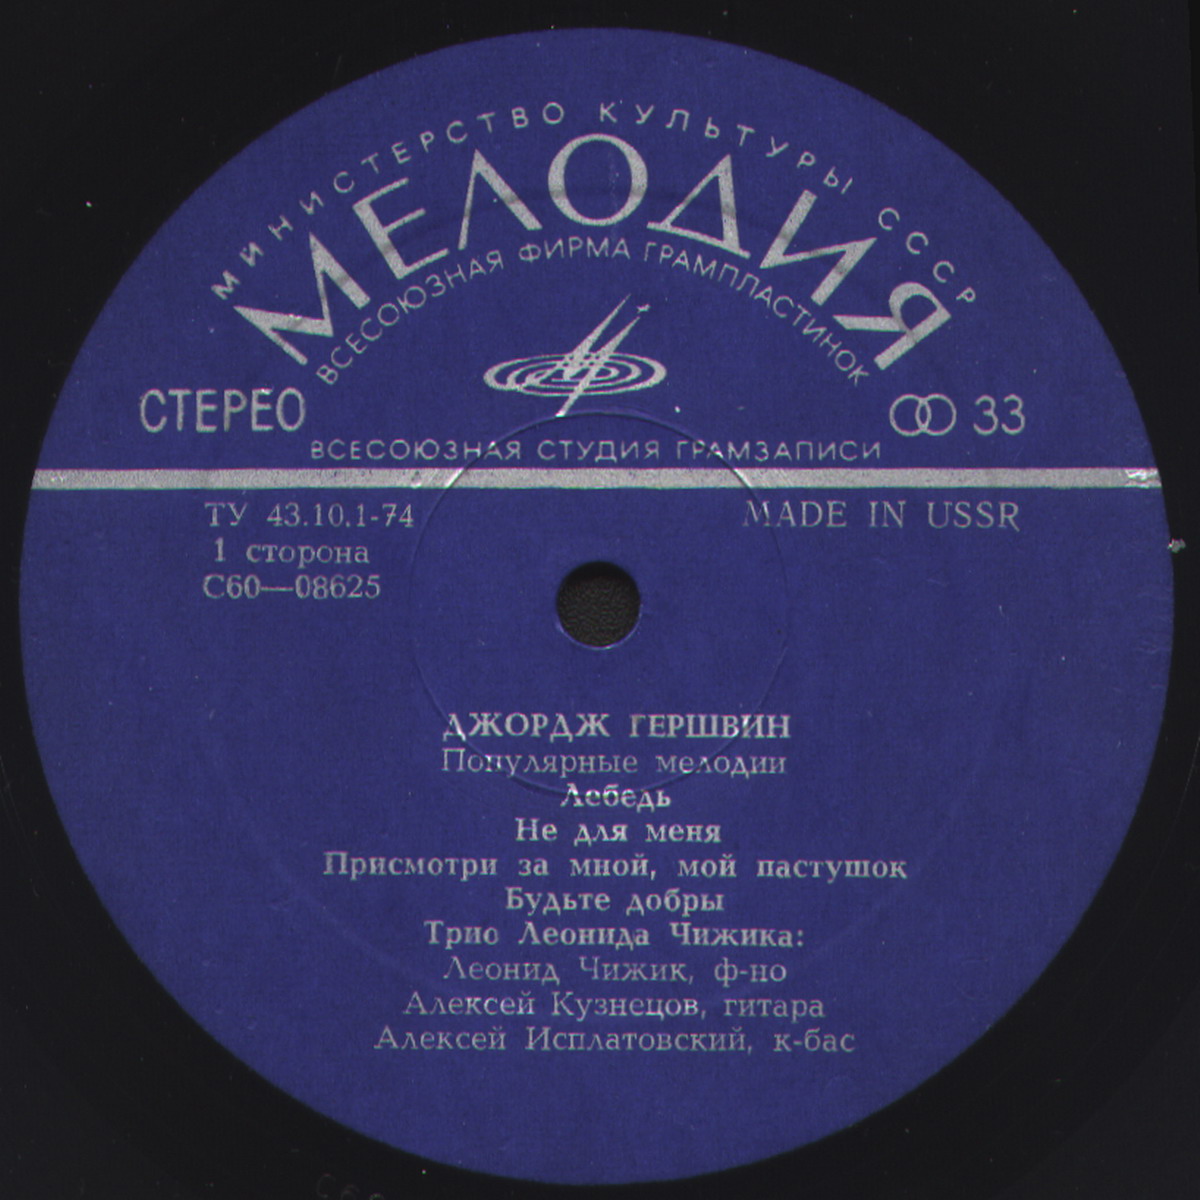 МИНИСТЕРСТВО КУЛЬТУРЫ СССР
МЕЛОДИЯ
ВСЕСОЮЗНАЯ ФИРМА ГРАМПЛАСТИНОК
СТЕРЕО
33
ВСЕСОЮЗНАЯ СТУДИЯ ГРАМЗАПИСИ
ТУ 43.10.1-74
MADE IN USSR
1 сторона
С60—08625
ДЖОРДЖ ГЕРШВИН
Популярные мелодии
Лебедь
Не для меня
Присмотри за мной, мой пастушок
Будьте добры
Трио Леонида Чижика:
Леонид Чижик, ф-но
Алексей Кузнецов, гитара
Алексей Исплатовский, к-бас